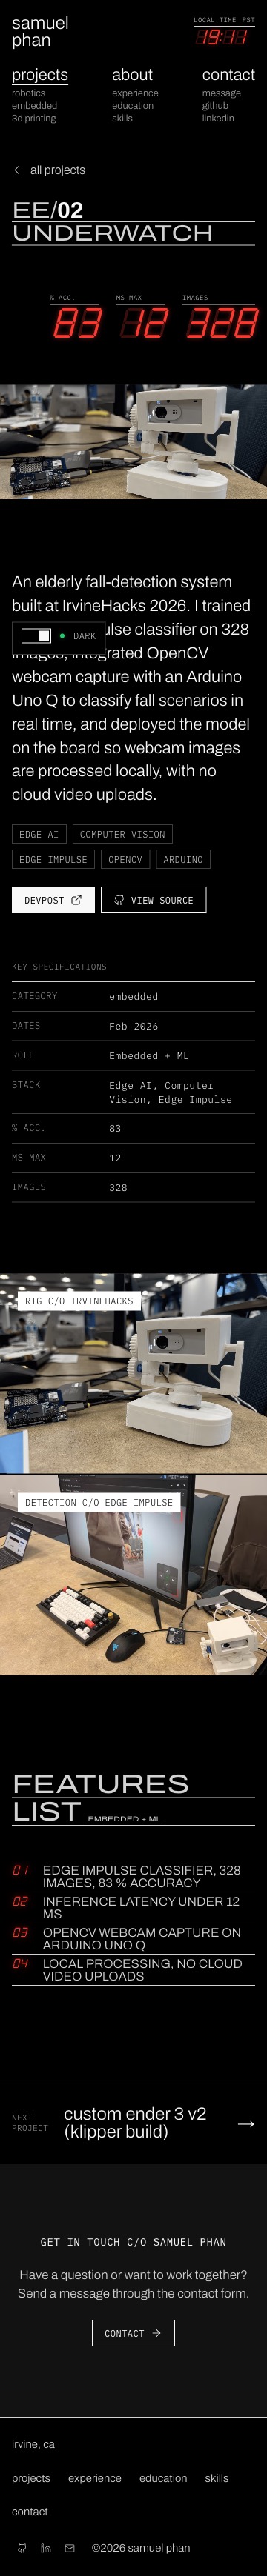 samuel
phan
LOCAL TIME PST
19:11
projects
about
contact
robotics
experience
message
embedded
education
github
3d printing
skills
linkedin
← all projects
EE/02
UNDERWATCH
% ACC.
MS MAX
IMAGES
83
12
328
An elderly fall-detection system
built at IrvineHacks 2026. I trained
ulse classifier on 328
DARK
integrated OpenCV
webcam capture with an Arduino
Uno Q to classify fall scenarios in
real time, and deployed the model
on the board so webcam images
are processed locally, with no
cloud video uploads.
EDGE AI
COMPUTER VISION
EDGE IMPULSE
OPENCV
ARDUINO
DEVPOST
VIEW SOURCE
KEY SPECIFICATIONS
CATEGORY
embedded
DATES
Feb 2026
ROLE
Embedded + ML
STACK
Edge AI, Computer
Vision, Edge Impulse
% ACC.
83
MS MAX
12
IMAGES
328
RIG C/O IRVINEHACKS
DETECTION C/O EDGE IMPULSE
FEATURES
LIST EMBEDDED + ML
01 EDGE IMPULSE CLASSIFIER, 328
IMAGES, 83 % ACCURACY
02 INFERENCE LATENCY UNDER 12
MS
03 OPENCV WEBCAM CAPTURE ON
ARDUINO UNO Q
04 LOCAL PROCESSING, NO CLOUD
VIDEO UPLOADS
NEXT
PROJECT
custom ender 3 v2
(klipper build)
→
GET IN TOUCH C/O SAMUEL PHAN
Have a question or want to work together?
Send a message through the contact form.
CONTACT →
irvine, ca
projects experience education skills
contact
©2026 samuel phan